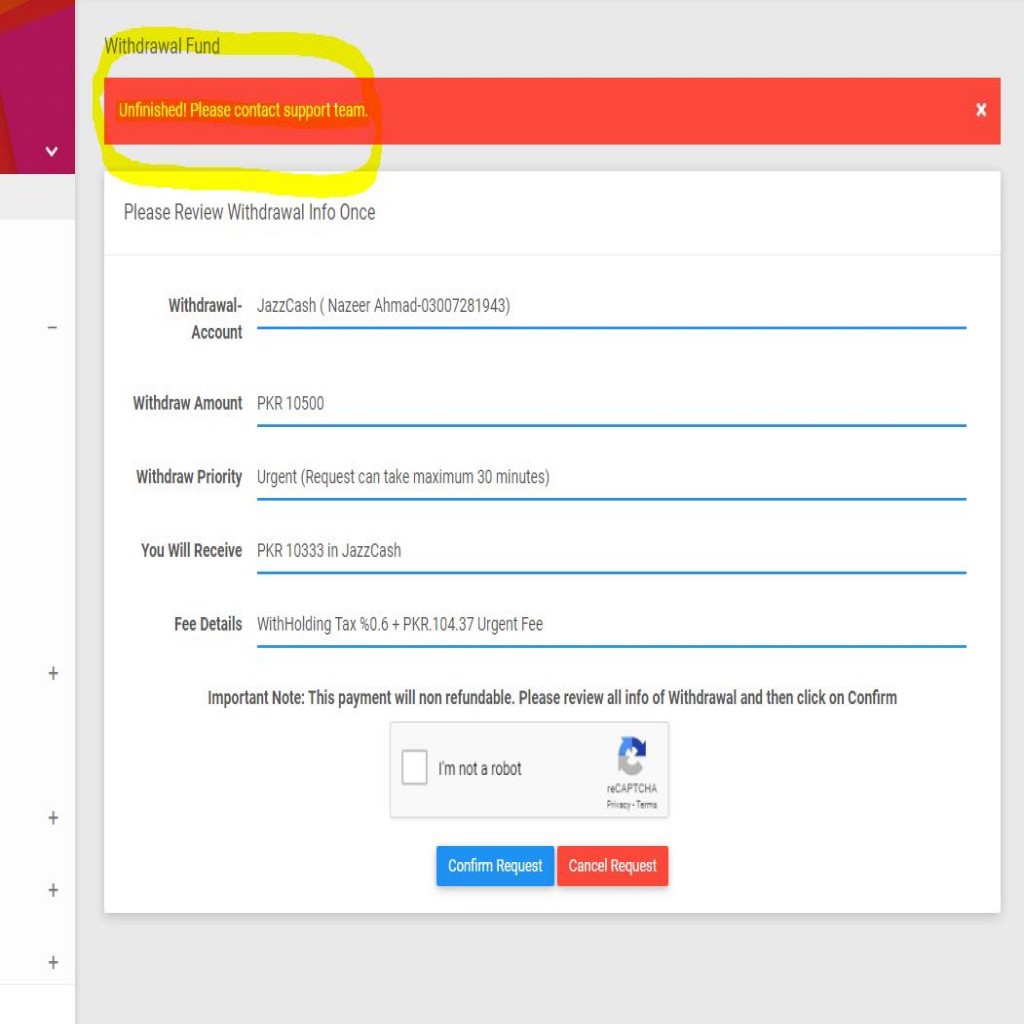 Withdrawal Fund
Unfinished! Please contact support team.
×
Please Review Withdrawal Info Once
Withdrawal-
Account
JazzCash ( Nazeer Ahmad-03007281943)
Withdraw Amount PKR 10500
Withdraw Priority Urgent (Request can take maximum 30 minutes)
You Will Receive PKR 10333 in JazzCash
Fee Details WithHolding Tax %0.6 + PKR.104.37 Urgent Fee
Important Note: This payment will non refundable. Please review all info of Withdrawal and then click on Confirm
I'm not a robot
reCAPTCHA
Privacy - Terms
Confirm Request Cancel Request